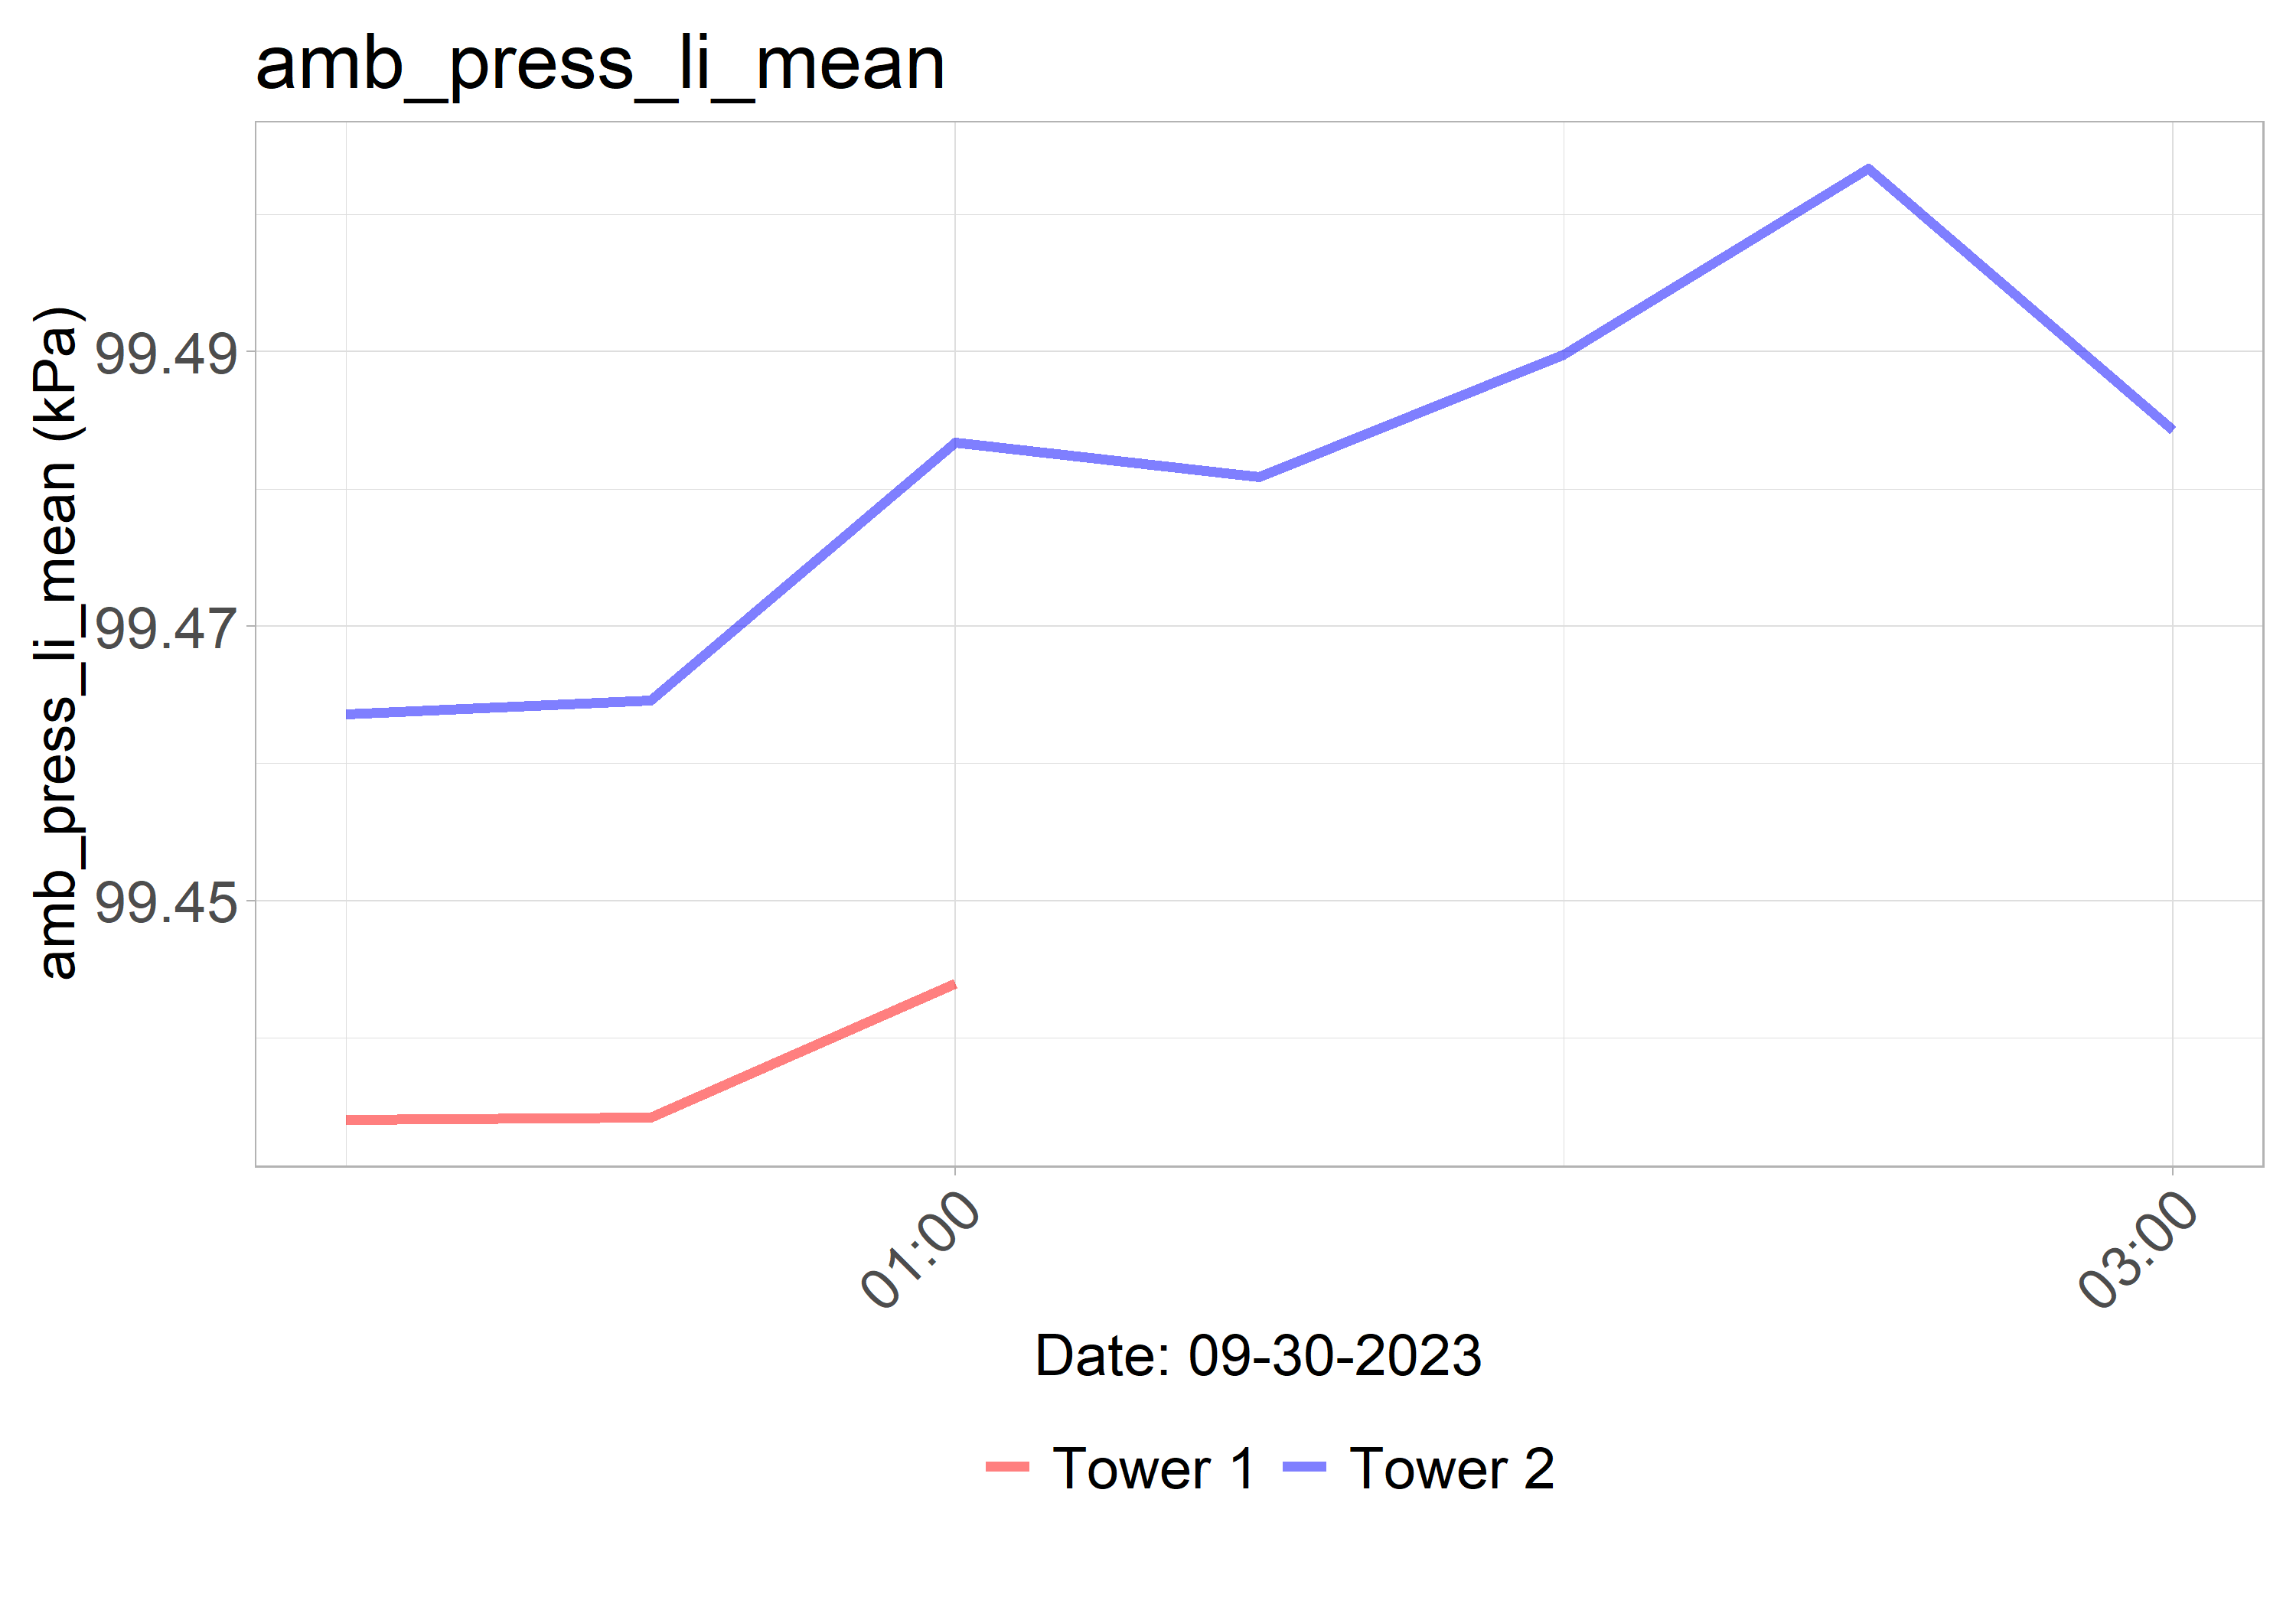 amb_press_li_mean
amb_press_li_mean (kPa)
99.49
99.47
99.45
01:00
03:00
Date: 09-30-2023
Tower 1
Tower 2